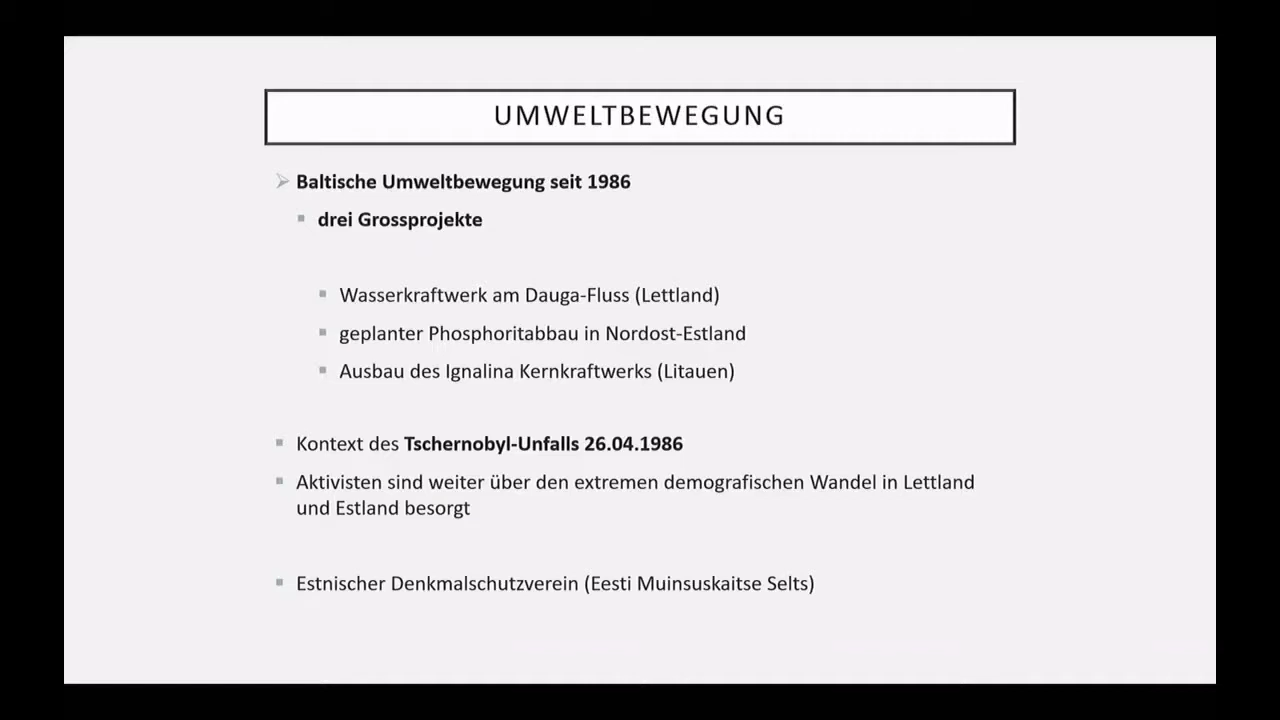 UMWELTBEWEGUNG
Baltische Umweltbewegung seit 1986
drei Grossprojekte
Wasserkraftwerk am Dauga-Fluss (Lettland)
geplanter Phosphoritabbau in Nordost-Estland
Ausbau des Ignalina Kernkraftwerks (Litauen)
Kontext des Tschernobyl-Unfalls 26.04.1986
Aktivisten sind weiter über den extremen demografischen Wandel in Lettland
und Estland besorgt
Estnischer Denkmalschutzverein (Eesti Muinsuskaitse Selts)